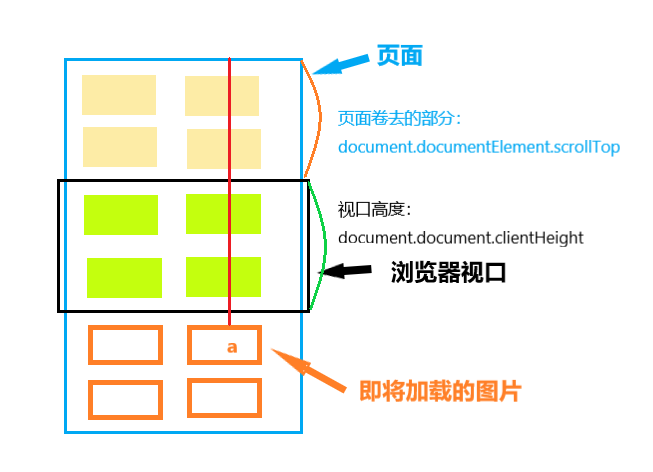 页面
页面卷去的部分：
document.documentElement.scrollTop
视口高度：
document.document.clientHeight
浏览器视口
a
即将加载的图片